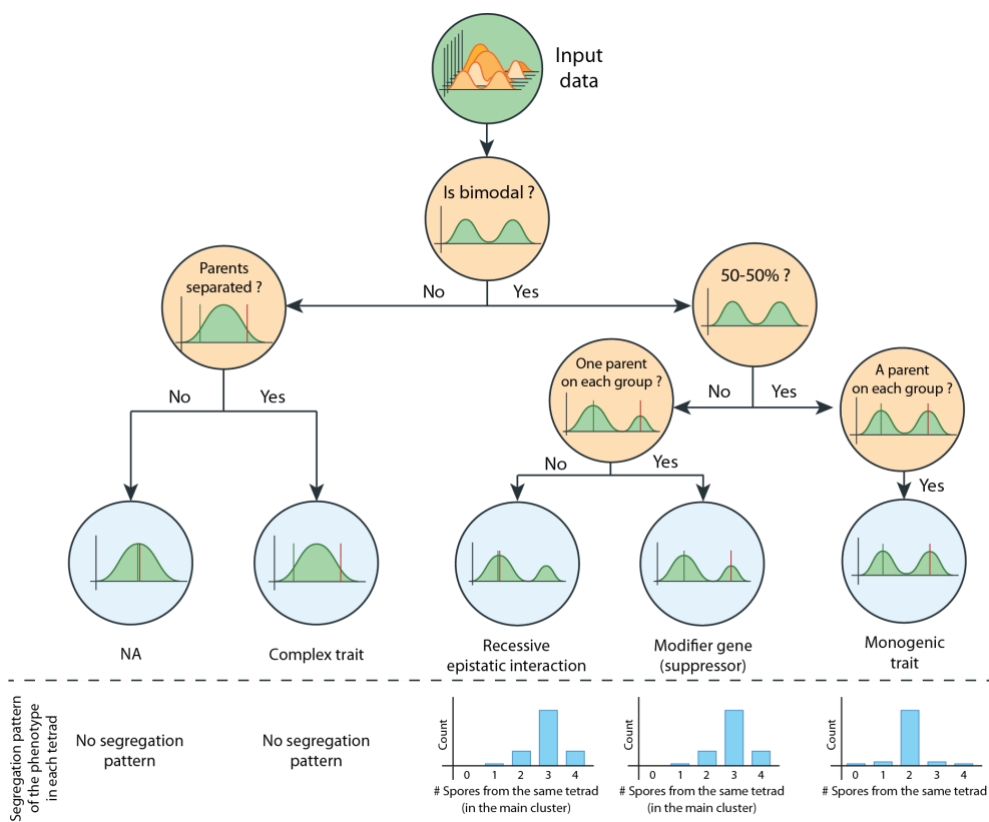 Input
data
Is bimodal ?
No
Yes
Parents
separated ?
50-50% ?
No
Yes
One parent
on each group ?
No
Yes
A parent
on each group ?
No
Yes
Yes
NA
Complex trait
Recessive
epistatic interaction
Modifier gene
(suppressor)
Monogenic
trait
Segregation pattern
of the phenotype
in each tetrad
No segregation
pattern
No segregation
pattern
Count
0 1 2 3 4
# Spores from the same tetrad
(in the main cluster)
Count
0 1 2 3 4
# Spores from the same tetrad
(in the main cluster)
Count
0 1 2 3 4
# Spores from the same tetrad